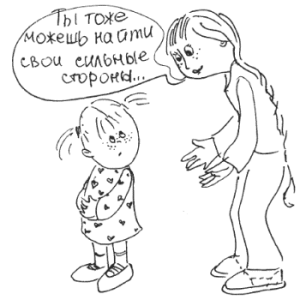 Ты тоже
можешь найти
свои сильные
стороны...